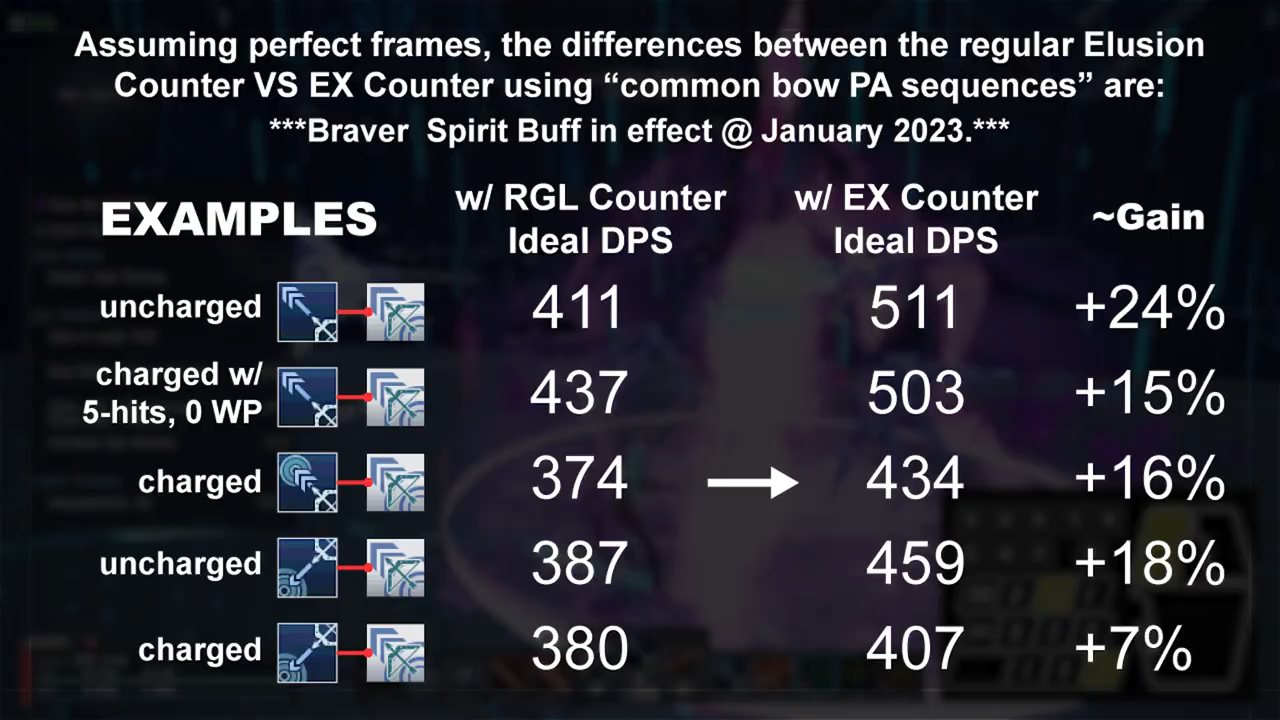 Assuming perfect frames, the differences between the regular Elusion
Counter VS EX Counter using “common bow PA sequences” are:
***Braver  Spirit Buff in effect @ January 2023.***
EXAMPLES
w/ RGL Counter
Ideal DPS
w/ EX Counter
Ideal DPS
~Gain
uncharged 411 511 +24%
charged w/
5-hits, 0 WP 437 503 +15%
charged 374 434 +16%
uncharged 387 459 +18%
charged 380 407 +7%